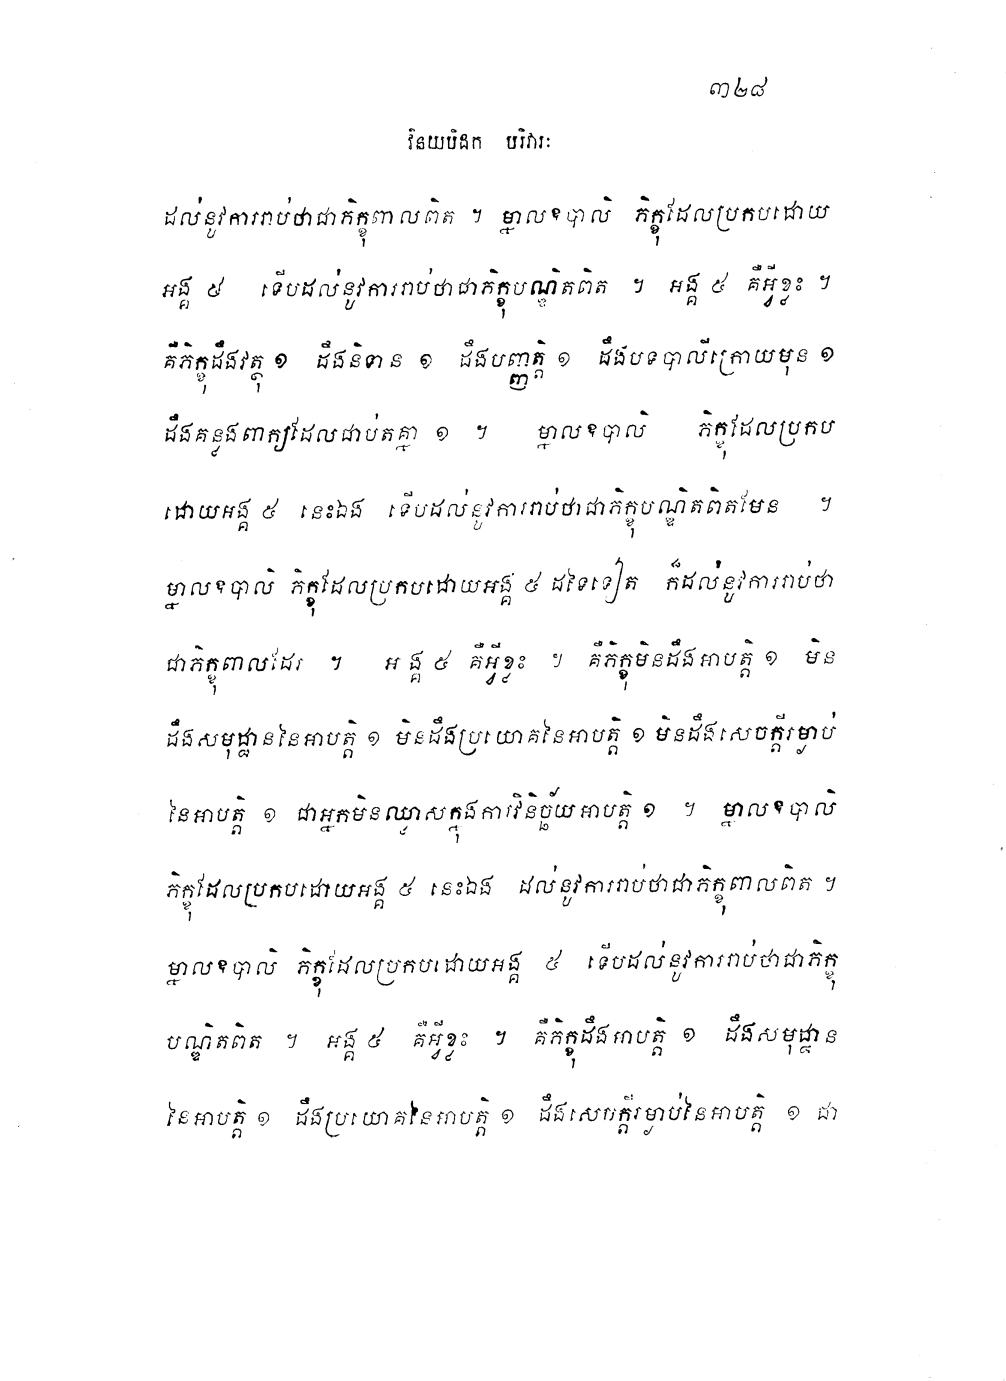 ៣២៨
វិនយបិដក បរិវារៈ
ដល់នូវការរាប់ថាជាភិក្ខុពាលពិត ។ ម្នាលឧបាលិ ភិក្ខុដែលប្រកបដោយ
អង្គ ៥ ទើបដល់នូវការរាប់ថាជាភិក្ខុបណ្ឌិតពិត ។ អង្គ ៥ គឺអ្វីខ្លះ ។
គឺភិក្ខុដឹងវត្ថុ ១ ដឹងនិទាន ១ ដឹងបញ្ញត្តិ ១ ដឹងបទបាលីក្រោយមុន ១
ដឹងគន្លងពាក្យដែលជាប់តគ្នា ១ ។ ម្នាលឧបាលិ ភិក្ខុដែលប្រកប
ដោយអង្គ ៥ នេះឯង ទើបដល់នូវការរាប់ថាជាភិក្ខុបណ្ឌិតពិតមែន ។
ម្នាលឧបាលិ ភិក្ខុដែលប្រកបដោយអង្គ ៥ ដទៃទៀត ក៏ដល់នូវការរាប់ថា
ជាភិក្ខុពាលដែរ ។ អង្គ ៥ គឺអ្វីខ្លះ ។ គឺភិក្ខុមិនដឹងអាបត្តិ ១ មិន
ដឹងសមុដ្ឋាននៃអាបត្តិ ១ មិនដឹងប្រយោគនៃអាបត្តិ ១ មិនដឹងសេចក្តីរម្ងាប់
នៃអាបត្តិ ១ ជាអ្នកមិនឈ្លាសក្នុងការវិនិច្ឆ័យអាបត្តិ ១ ។ ម្នាលឧបាលិ
ភិក្ខុដែលប្រកបដោយអង្គ ៥ នេះឯង ដល់នូវការរាប់ថាជាភិក្ខុពាលពិត ។
ម្នាលឧបាលិ ភិក្ខុដែលប្រកបដោយអង្គ ៥ ទើបដល់នូវការរាប់ថាជាភិក្ខុ
បណ្ឌិតពិត ។ អង្គ ៥ គឺអ្វីខ្លះ ។ គឺភិក្ខុដឹងអាបត្តិ ១ ដឹងសមុដ្ឋាន
នៃអាបត្តិ ១ ដឹងប្រយោគនៃអាបត្តិ ១ ដឹងសេចក្តីរម្ងាប់នៃអាបត្តិ ១ ជា